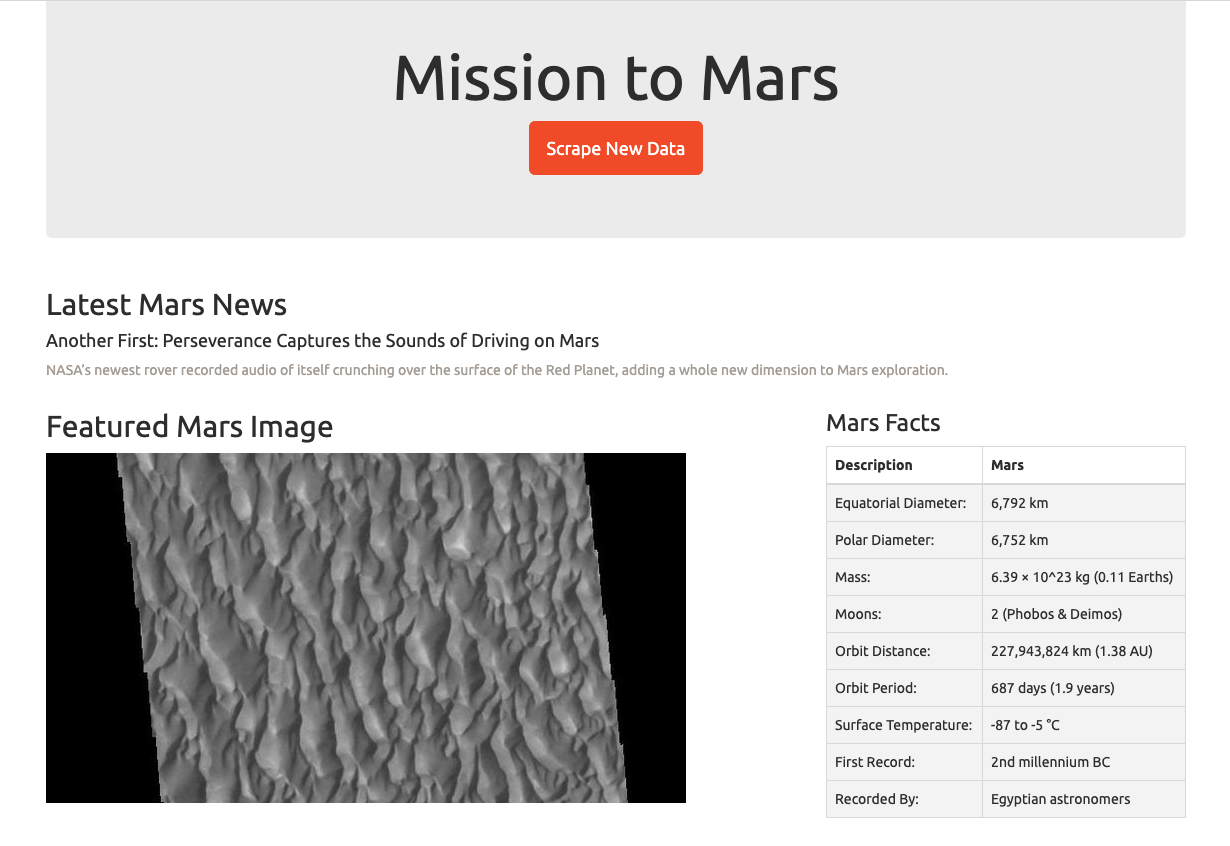 Mission to Mars
Scrape New Data
Latest Mars News
Another First: Perseverance Captures the Sounds of Driving on Mars
NASA’s newest rover recorded audio of itself crunching over the surface of the Red Planet, adding a whole new dimension to Mars exploration.
Featured Mars Image
Mars Facts
Description Mars
Equatorial Diameter: 6,792 km
Polar Diameter: 6,752 km
Mass: 6.39 × 10^23 kg (0.11 Earths)
Moons: 2 (Phobos & Deimos)
Orbit Distance: 227,943,824 km (1.38 AU)
Orbit Period: 687 days (1.9 years)
Surface Temperature: -87 to -5 °C
First Record: 2nd millennium BC
Recorded By: Egyptian astronomers